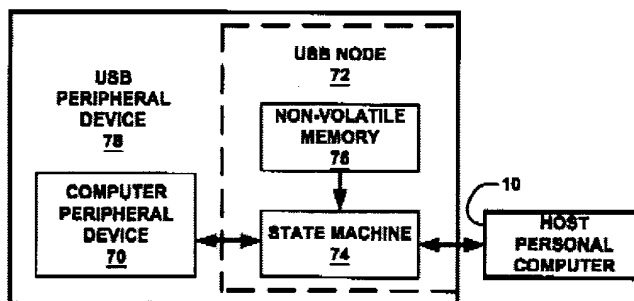 USB
PERIPHERAL
DEVICE
78
USB NODE
72
NON-VOLATILE
MEMORY
76
COMPUTER
PERIPHERAL
DEVICE
70
STATE MACHINE
74
10
HOST
PERSONAL
COMPUTER